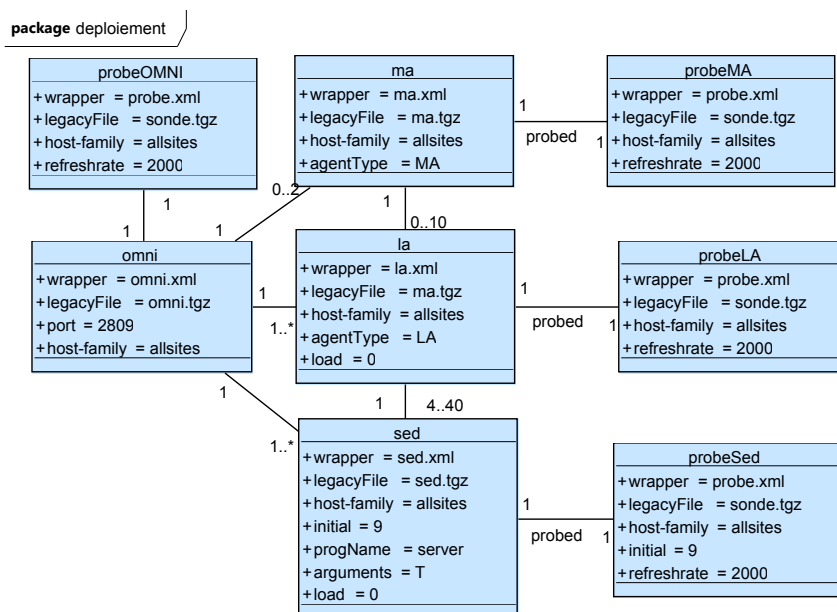 package deploiement
probeOMNI
+wrapper = probe.xml
+legacyFile = sonde.tgz
+host-family = allsites
+refreshrate = 2000
ma
+wrapper = ma.xml
+legacyFile = ma.tgz
+host-family = allsites
+agentType = MA
1
probed
1
probeMA
+wrapper = probe.xml
+legacyFile = sonde.tgz
+host-family = allsites
+refreshrate = 2000
1
1
0..2
1
1
0..10
omni
+wrapper = omni.xml
+legacyFile = omni.tgz
+port = 2809
+host-family = allsites
1
1..*
la
+wrapper = la.xml
+legacyFile = ma.tgz
+host-family = allsites
+agentType = LA
+load = 0
1
probed
1
probeLA
+wrapper = probe.xml
+legacyFile = sonde.tgz
+host-family = allsites
+refreshrate = 2000
1
1..*
1
4..40
sed
+wrapper = sed.xml
+legacyFile = sed.tgz
+host-family = allsites
+initial = 9
+progName = server
+arguments = T
+load = 0
1
probed
1
probeSed
+wrapper = probe.xml
+legacyFile = sonde.tgz
+host-family = allsites
+initial = 9
+refreshrate = 2000